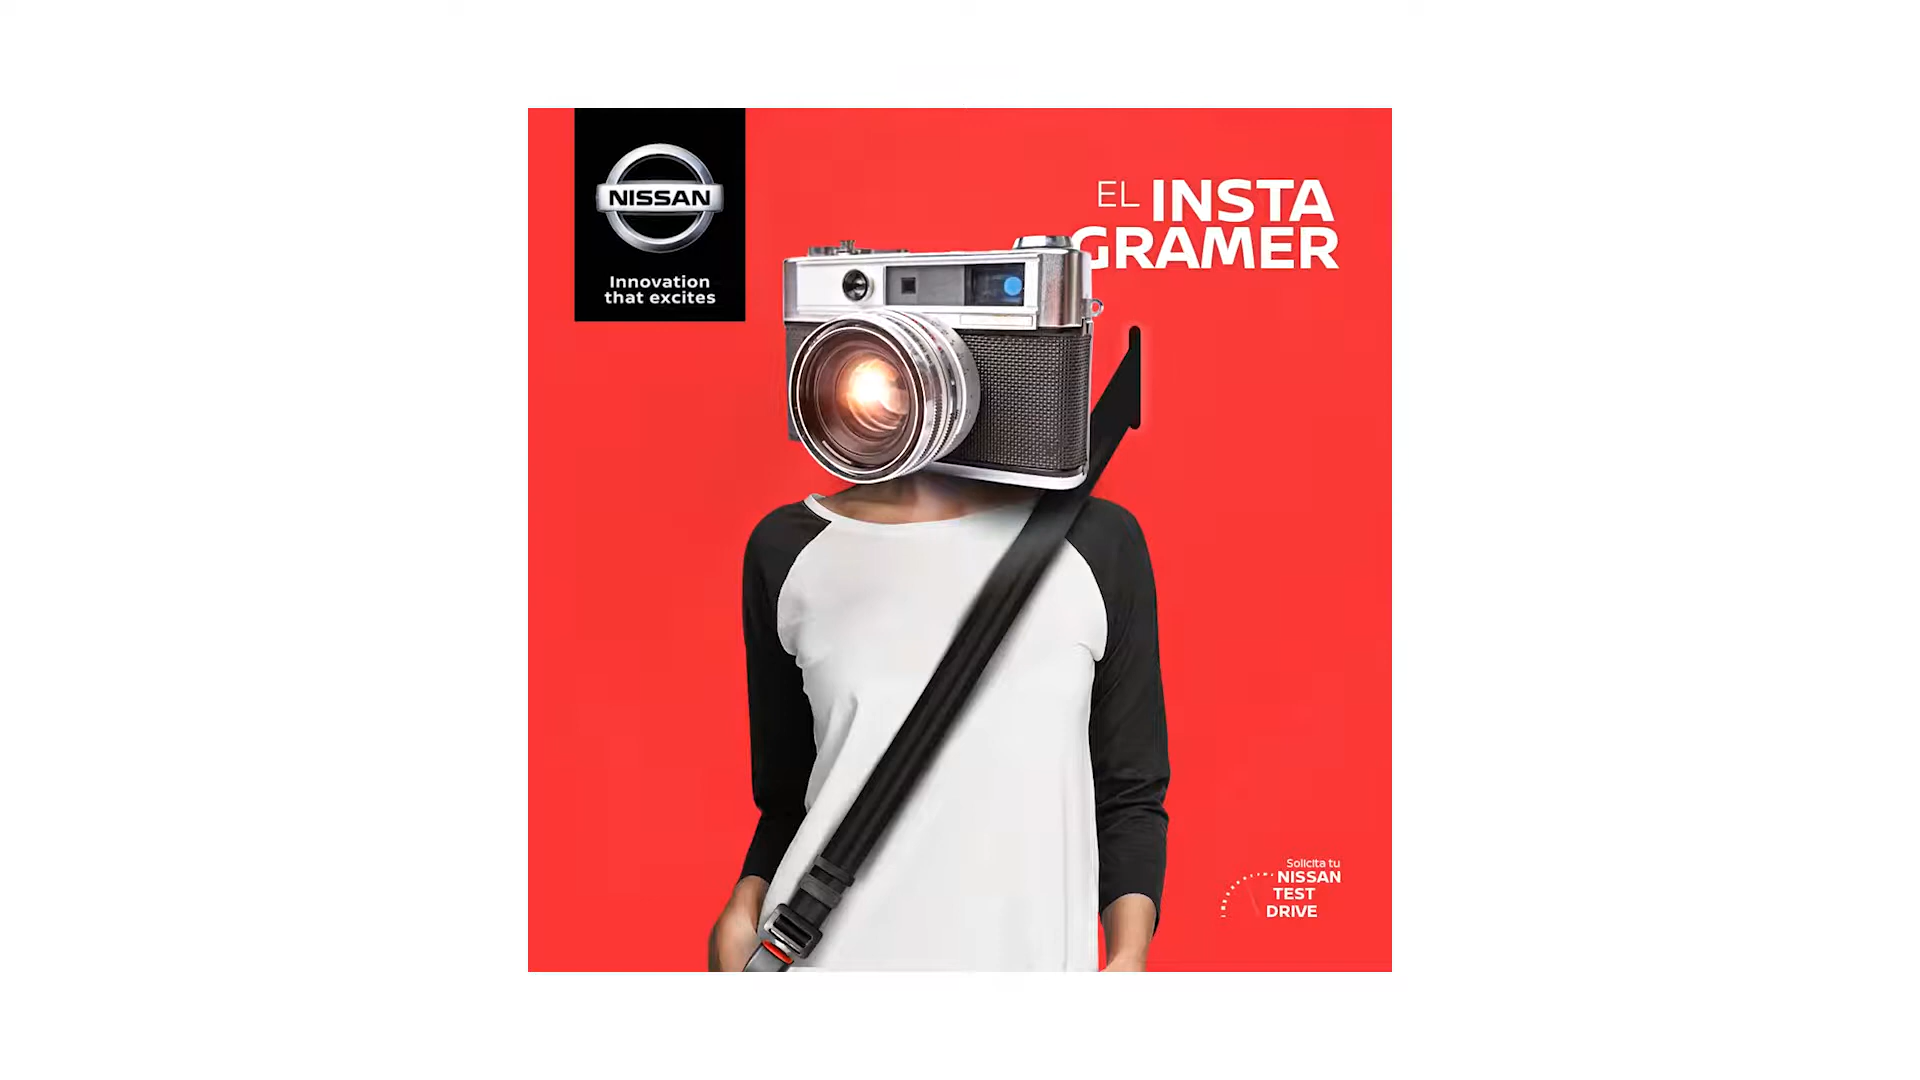 NISSAN
Innovation
that excites
EL INSTA
GRAMER
Solicita tu
NISSAN
TEST
DRIVE